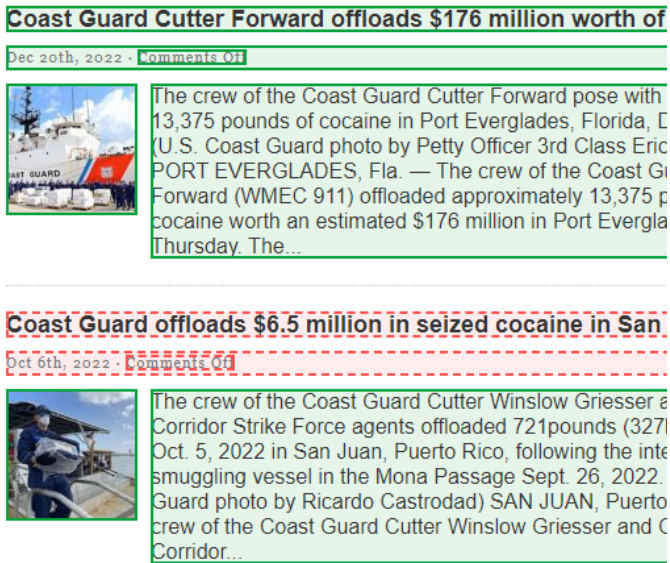 Coast Guard Cutter Forward offloads $176 million worth of
Dec 20th, 2022 · Comments Off
AST GUARD
The crew of the Coast Guard Cutter Forward pose with
13,375 pounds of cocaine in Port Everglades, Florida,
(U.S. Coast Guard photo by Petty Officer 3rd Class Eric
PORT EVERGLADES, Fla. — The crew of the Coast
Forward (WMEC 911) offloaded approximately 13,375
cocaine worth an estimated $176 million in Port
Thursday. The...
Coast Guard offloads $6.5 million in seized cocaine in San
Oct 6th, 2022 · Comments Off
The crew of the Coast Guard Cutter Winslow Griesser
Corridor Strike Force agents offloaded 721pounds
Oct. 5, 2022 in San Juan, Puerto Rico, following the
smuggling vessel in the Mona Passage Sept. 26, 2022.
Guard photo by Ricardo Castrodad) SAN JUAN, Puerto
crew of the Coast Guard Cutter Winslow Griesser and
Corridor...